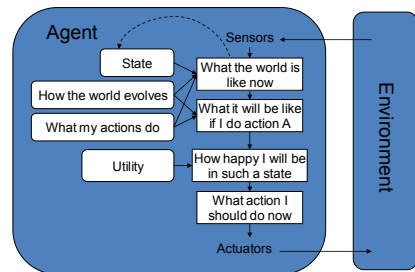 Agent
Sensors
State
What the world is
like now
How the world evolves
What it will be like
if I do action A
What my actions do
Utility
How happy I will be
in such a state
What action I
should do now
Actuators
Environment